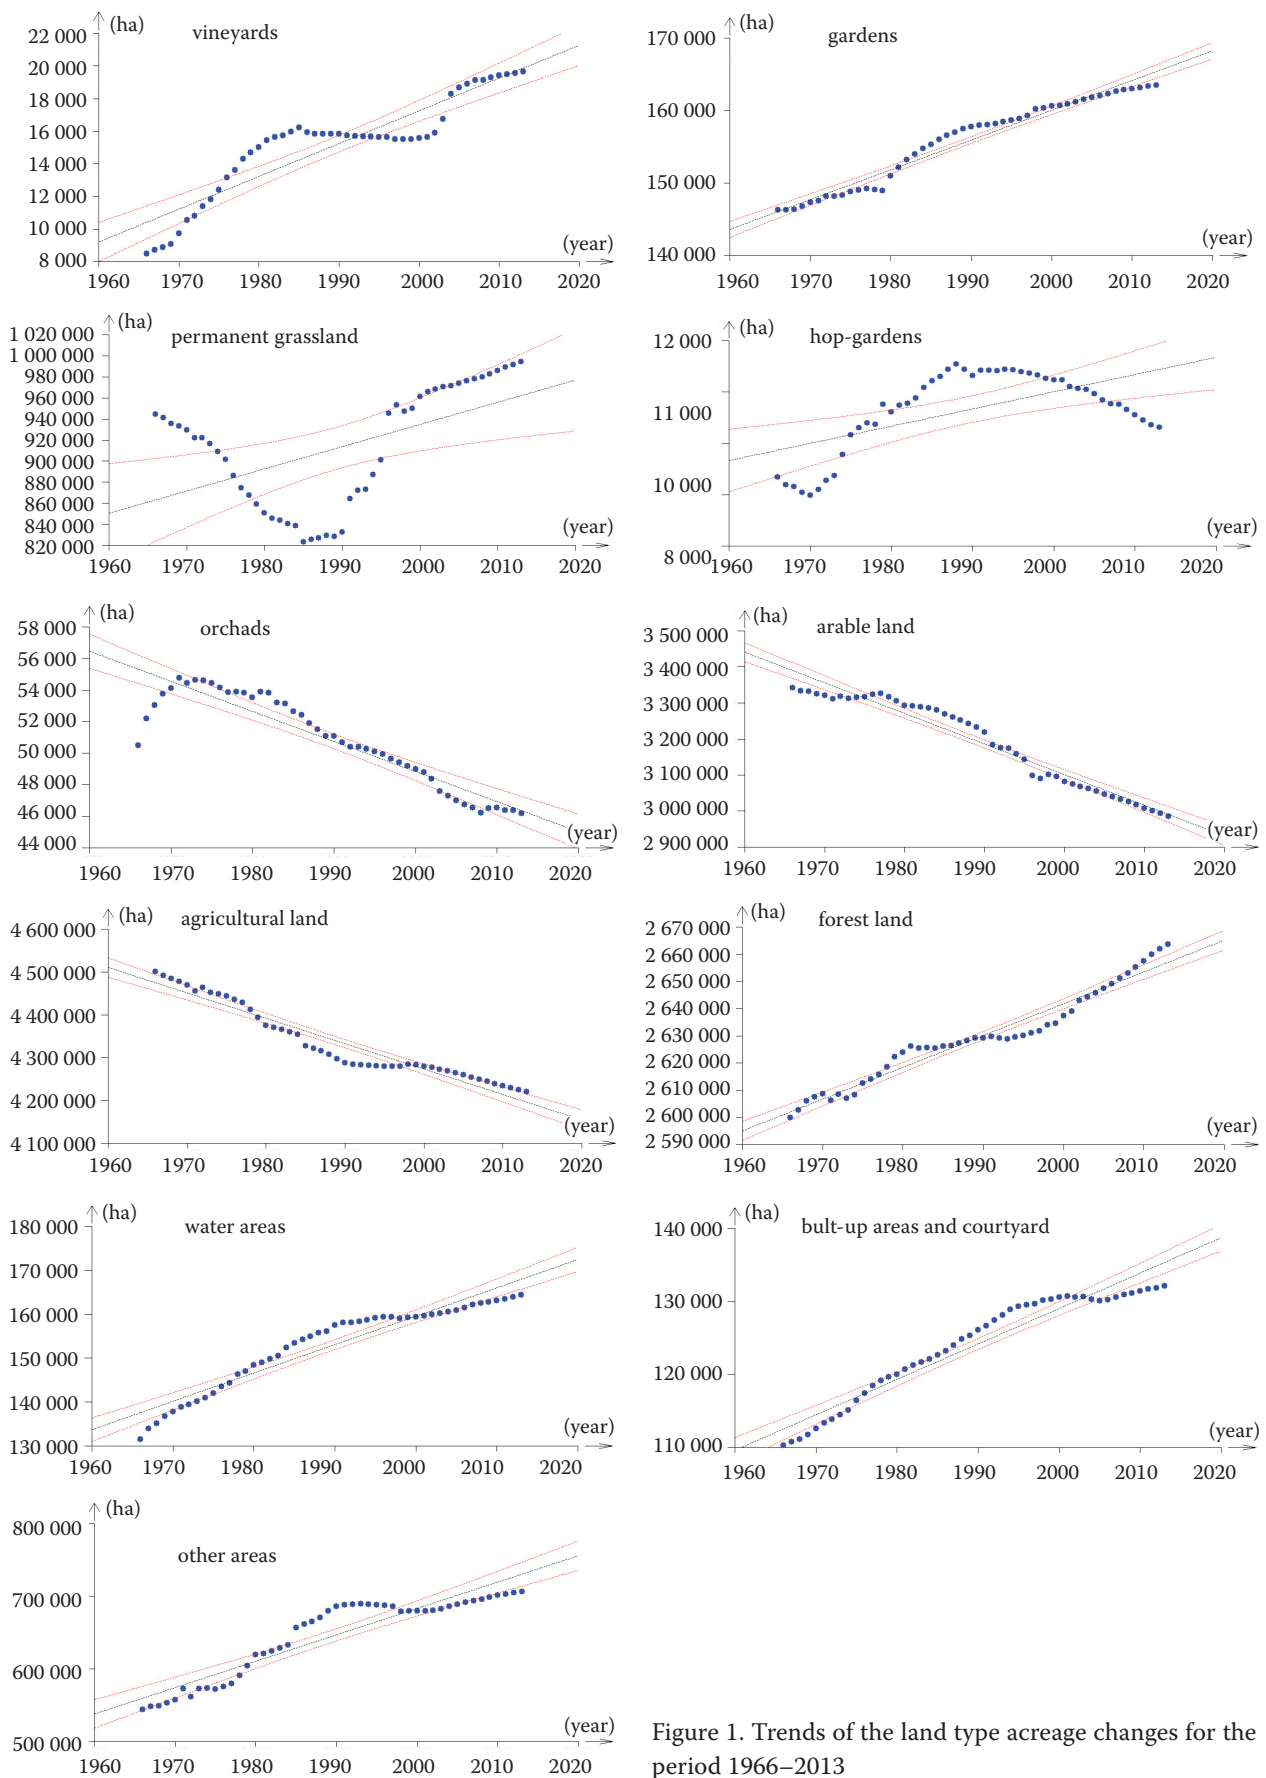 (ha)
vineyards
22 000
20 000
18 000
16 000
14 000
12 000
10 000
8 000
(year)
1960 1970 1980 1990 2000 2010 2020
(ha)
gardens
170 000
160 000
150 000
140 000
(year)
1960 1970 1980 1990 2000 2010 2020
(ha)
permanent grassland
1 020 000
1 000 000
980 000
960 000
940 000
920 000
900 000
880 000
860 000
840 000
820 000
(year)
1960 1970 1980 1990 2000 2010 2020
(ha)
hop-gardens
12 000
11 000
10 000
8 000
(year)
1960 1970 1980 1990 2000 2010 2020
(ha)
orchads
58 000
56 000
54 000
52 000
50 000
48 000
46 000
44 000
(year)
1960 1970 1980 1990 2000 2010 2020
(ha)
arable land
3 500 000
3 400 000
3 300 000
3 200 000
3 100 000
3 000 000
2 900 000
(year)
1960 1970 1980 1990 2000 2010 2020
(ha)
agricultural land
4 600 000
4 500 000
4 400 000
4 300 000
4 200 000
4 100 000
(year)
1960 1970 1980 1990 2000 2010 2020
(ha)
forest land
2 670 000
2 660 000
2 650 000
2 640 000
2 630 000
2 620 000
2 610 000
2 600 000
2 590 000
(year)
1960 1970 1980 1990 2000 2010 2020
(ha)
water areas
180 000
170 000
160 000
150 000
140 000
130 000
(year)
1960 1970 1980 1990 2000 2010 2020
(ha)
bult-up areas and courtyard
140 000
130 000
120 000
110 000
(year)
1960 1970 1980 1990 2000 2010 2020
(ha)
other areas
800 000
700 000
600 000
500 000
(year)
1960 1970 1980 1990 2000 2010 2020
Figure 1. Trends of the land type acreage changes for the
period 1966–2013